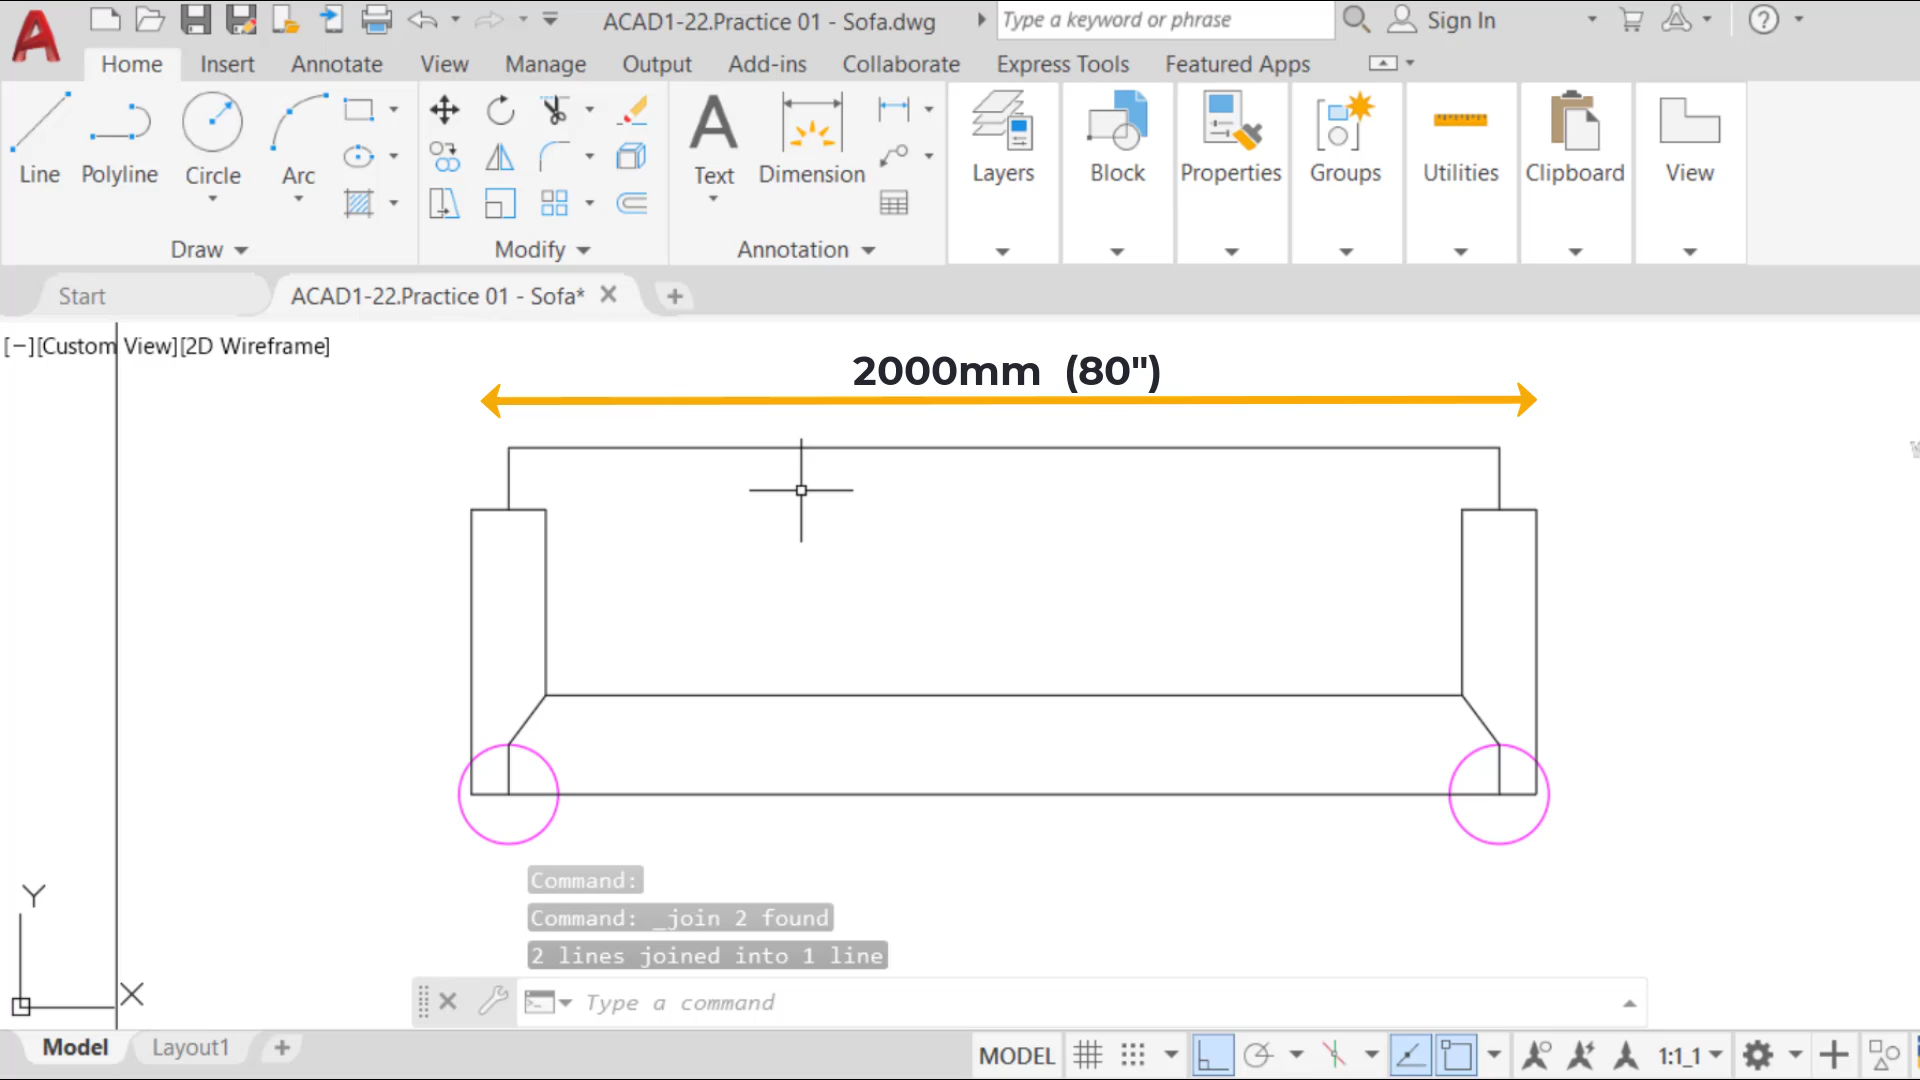 ACAD1-22.Practice 01 - Sofa.dwg
Type a keyword or phrase
Sign In
Home
Insert
Annotate
View
Manage
Output
Add-ins
Collaborate
Express Tools
Featured Apps
Line
Polyline
Circle
Arc
Text
Dimension
Layers
Block
Properties
Groups
Utilities
Clipboard
View
Draw
Modify
Annotation
Start
ACAD1-22.Practice 01 - Sofa*
[−][Custom View][2D Wireframe]
2000mm (80")
Command:
Command: _join 2 found
2 lines joined into 1 line
Y
X
Type a command
Model
Layout1
MODEL
1:1_1